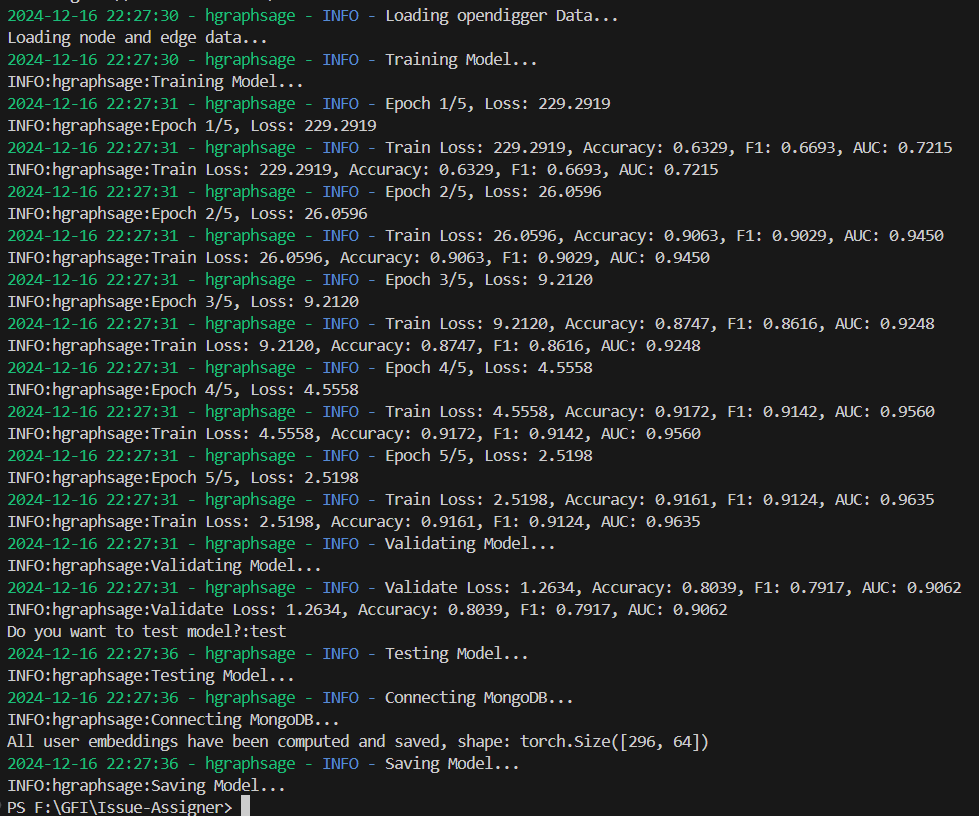 2024-12-16 22:27:30 - hgraphsage - INFO - Loading opendigger Data...
Loading node and edge data...
2024-12-16 22:27:30 - hgraphsage - INFO - Training Model...
INFO:hgraphsage:Training Model...
2024-12-16 22:27:31 - hgraphsage - INFO - Epoch 1/5, Loss: 229.2919
INFO:hgraphsage:Epoch 1/5, Loss: 229.2919
2024-12-16 22:27:31 - hgraphsage - INFO - Train Loss: 229.2919, Accuracy: 0.6329, F1: 0.6693, AUC: 0.7215
INFO:hgraphsage:Train Loss: 229.2919, Accuracy: 0.6329, F1: 0.6693, AUC: 0.7215
2024-12-16 22:27:31 - hgraphsage - INFO - Epoch 2/5, Loss: 26.0596
INFO:hgraphsage:Epoch 2/5, Loss: 26.0596
2024-12-16 22:27:31 - hgraphsage - INFO - Train Loss: 26.0596, Accuracy: 0.9063, F1: 0.9029, AUC: 0.9450
INFO:hgraphsage:Train Loss: 26.0596, Accuracy: 0.9063, F1: 0.9029, AUC: 0.9450
2024-12-16 22:27:31 - hgraphsage - INFO - Epoch 3/5, Loss: 9.2120
INFO:hgraphsage:Epoch 3/5, Loss: 9.2120
2024-12-16 22:27:31 - hgraphsage - INFO - Train Loss: 9.2120, Accuracy: 0.8747, F1: 0.8616, AUC: 0.9248
INFO:hgraphsage:Train Loss: 9.2120, Accuracy: 0.8747, F1: 0.8616, AUC: 0.9248
2024-12-16 22:27:31 - hgraphsage - INFO - Epoch 4/5, Loss: 4.5558
INFO:hgraphsage:Epoch 4/5, Loss: 4.5558
2024-12-16 22:27:31 - hgraphsage - INFO - Train Loss: 4.5558, Accuracy: 0.9172, F1: 0.9142, AUC: 0.9560
INFO:hgraphsage:Train Loss: 4.5558, Accuracy: 0.9172, F1: 0.9142, AUC: 0.9560
2024-12-16 22:27:31 - hgraphsage - INFO - Epoch 5/5, Loss: 2.5198
INFO:hgraphsage:Epoch 5/5, Loss: 2.5198
2024-12-16 22:27:31 - hgraphsage - INFO - Train Loss: 2.5198, Accuracy: 0.9161, F1: 0.9124, AUC: 0.9635
INFO:hgraphsage:Train Loss: 2.5198, Accuracy: 0.9161, F1: 0.9124, AUC: 0.9635
2024-12-16 22:27:31 - hgraphsage - INFO - Validating Model...
INFO:hgraphsage:Validating Model...
2024-12-16 22:27:31 - hgraphsage - INFO - Validate Loss: 1.2634, Accuracy: 0.8039, F1: 0.7917, AUC: 0.9062
INFO:hgraphsage:Validate Loss: 1.2634, Accuracy: 0.8039, F1: 0.7917, AUC: 0.9062
Do you want to test model?:test
2024-12-16 22:27:36 - hgraphsage - INFO - Testing Model...
INFO:hgraphsage:Testing Model...
2024-12-16 22:27:36 - hgraphsage - INFO - Connecting MongoDB...
INFO:hgraphsage:Connecting MongoDB...
All user embeddings have been computed and saved, shape: torch.Size([296, 64])
2024-12-16 22:27:36 - hgraphsage - INFO - Saving Model...
INFO:hgraphsage:Saving Model...
PS F:\GFI\Issue-Assigner>